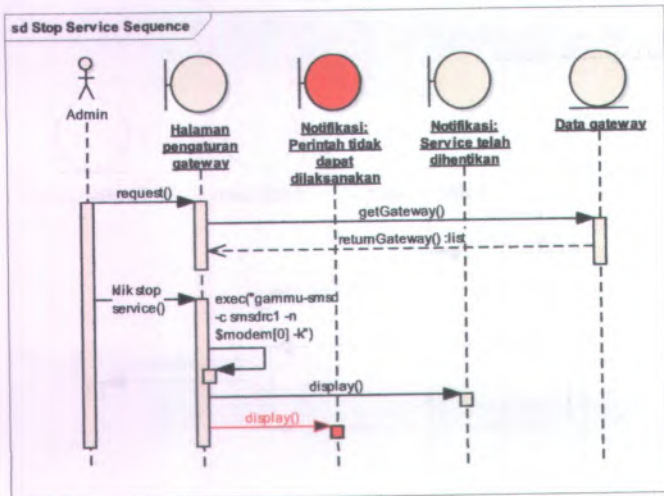 sd Stop Service Sequence
Admin
Halaman
pengaturan
gateway
Notifikasi:
Perintah tidak
dapat
dilaksanakan
Notifikasi:
Service telah
dihentikan
Data gateway
request()
getGateway()
returnGateway() :list
klik stop
service()
exec("gammu-smsd
-c smsdrc1 -n
$modem[0] -k")
display()
display()